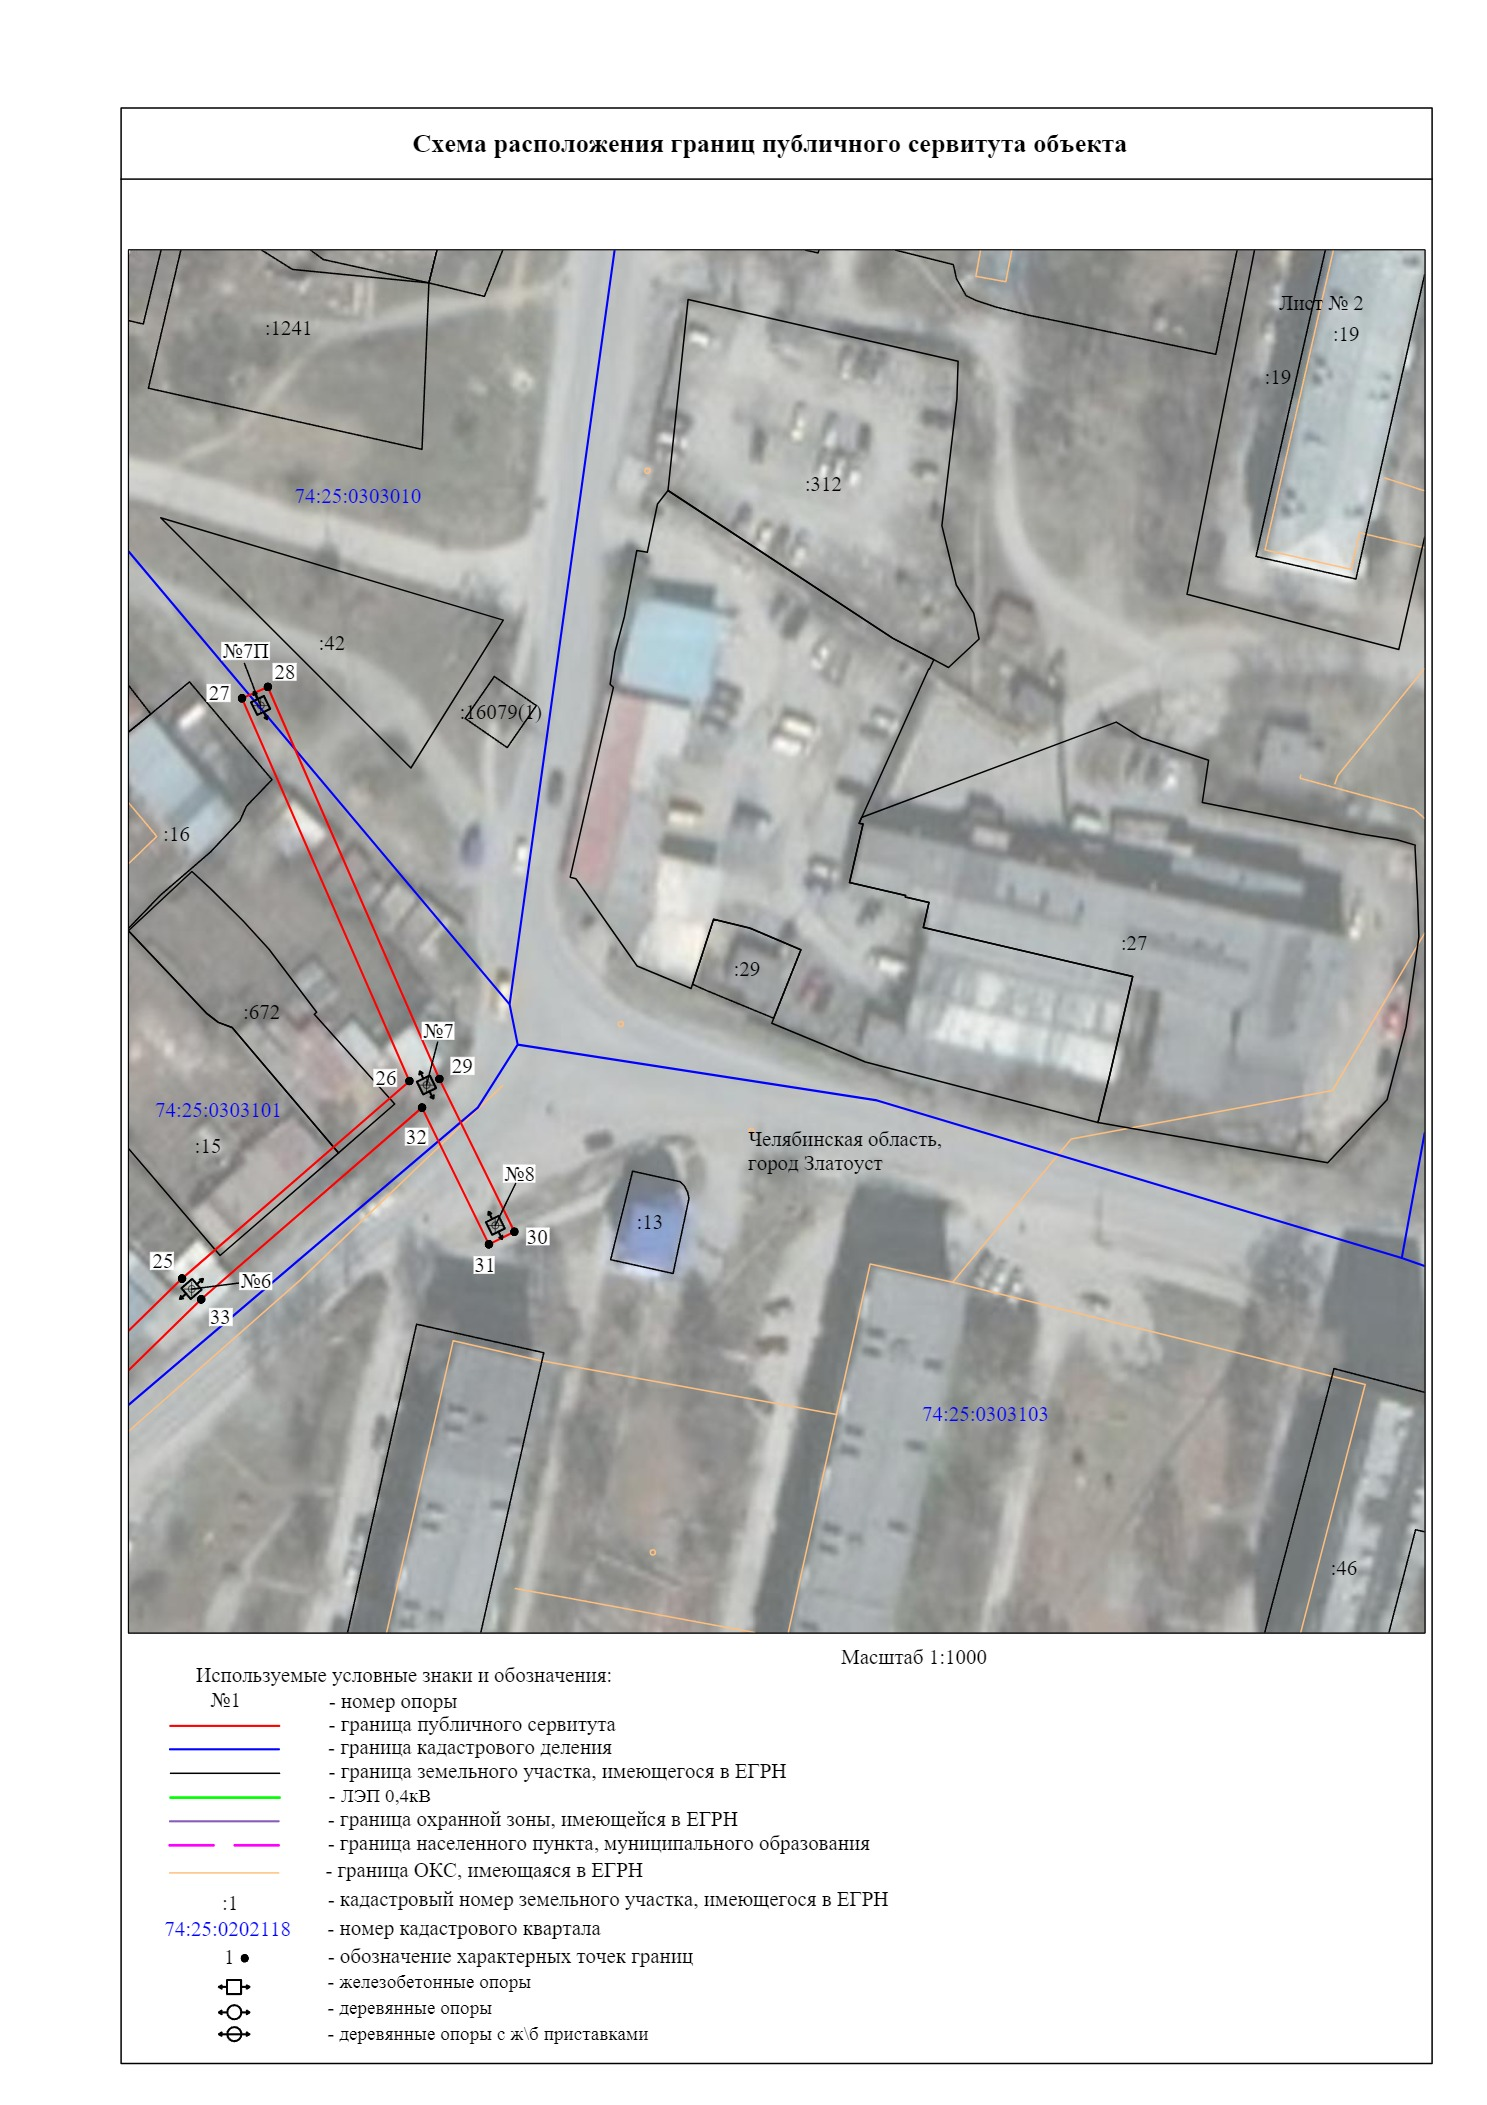 Схема расположения границ публичного сервитута объекта
Лист № 2
:1241
:19
:19
:312
74:25:0303010
:42
№7П
28
27
:16079(1)
:16
:27
:29
:672
№7
29
26
74:25:0303101
32
:15
Челябинская область,
город Златоуст
№8
:13
30
31
25
№6
33
74:25:0303103
:46
Масштаб 1:1000
Используемые условные знаки и обозначения:
№1 - номер опоры
- граница публичного сервитута
- граница кадастрового деления
- граница земельного участка, имеющегося в ЕГРН
- ЛЭП 0,4кВ
- граница охранной зоны, имеющейся в ЕГРН
- граница населенного пункта, муниципального образования
- граница ОКС, имеющаяся в ЕГРН
:1 - кадастровый номер земельного участка, имеющегося в ЕГРН
74:25:0202118 - номер кадастрового квартала
1 - обозначение характерных точек границ
- железобетонные опоры
- деревянные опоры
- деревянные опоры с ж\б приставками